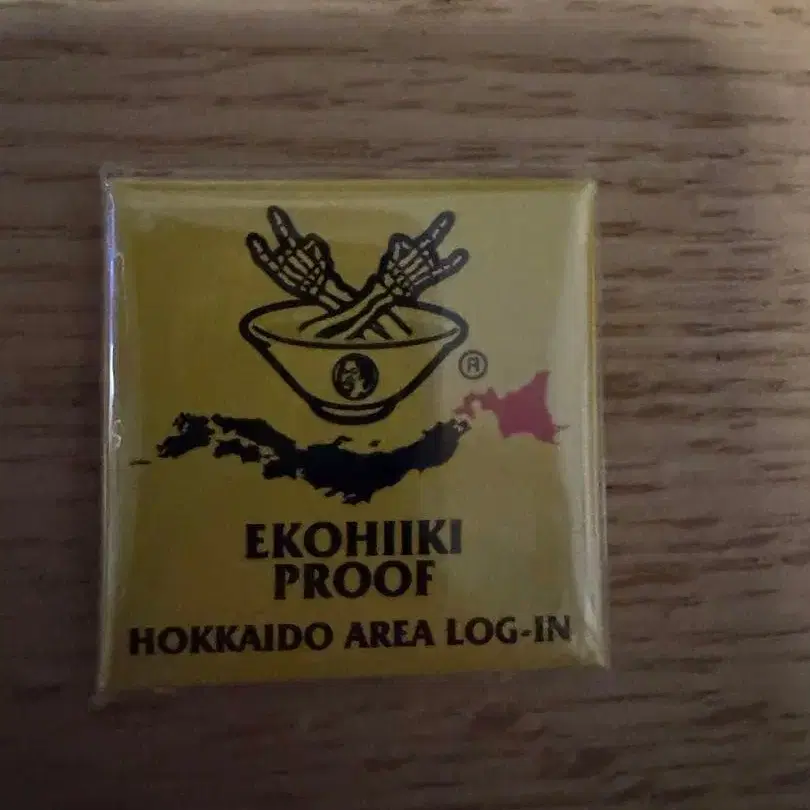 ®
EKOHIIKI
PROOF
HOKKAIDO AREA LOG-IN